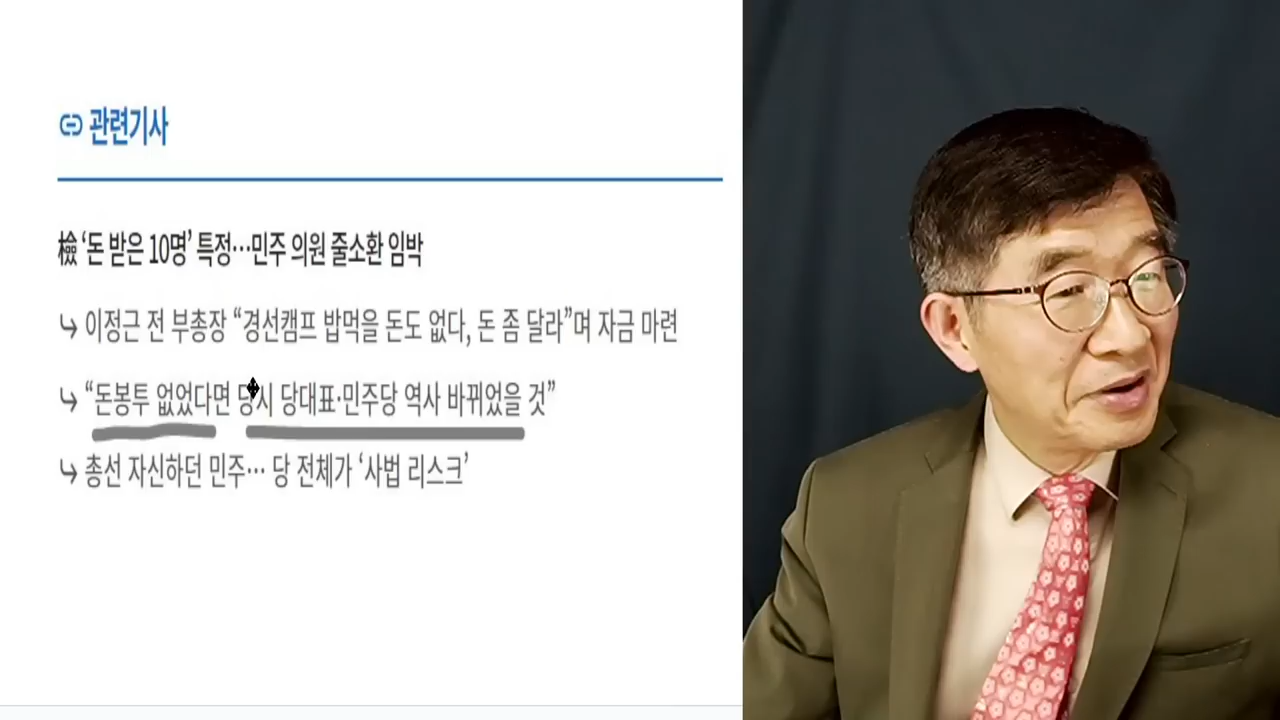 관련기사
檢 ‘돈 받은 10명’ 특정…민주 의원 줄소환 임박
이정근 전 부총장 “경선캠프 밥먹을 돈도 없다, 돈 좀 달라”며 자금 마련
“돈봉투 없었다면 당시 당대표·민주당 역사 바뀌었을 것”
총선 자신하던 민주… 당 전체가 ‘사법 리스크’